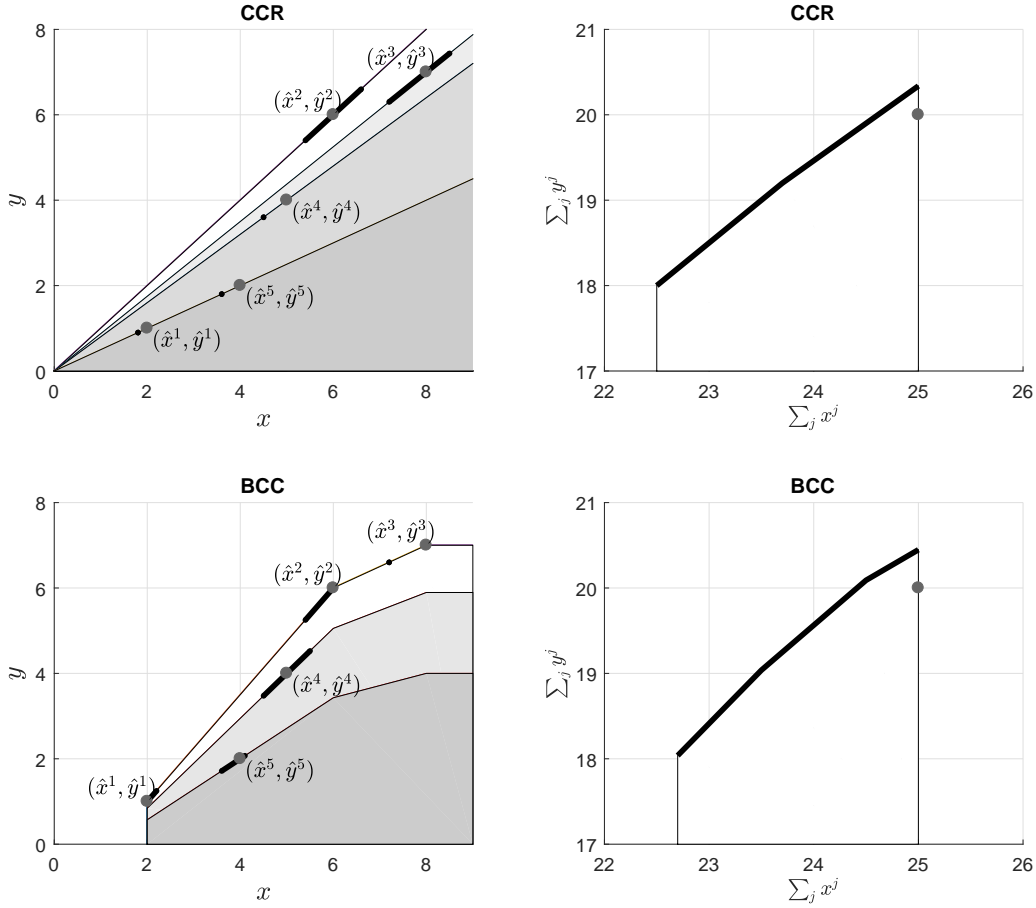 CCR
8
6
4
2
0
0 2 4 6 8
y
x
(x̂³, ŷ³)
(x̂², ŷ²)
(x̂⁴, ŷ⁴)
(x̂⁵, ŷ⁵)
(x̂¹, ŷ¹)
CCR
21
20
19
18
17
22 23 24 25 26
∑ⱼ yʲ
∑ⱼ xʲ
BCC
8
6
4
2
0
0 2 4 6 8
y
x
(x̂³, ŷ³)
(x̂², ŷ²)
(x̂⁴, ŷ⁴)
(x̂⁵, ŷ⁵)
(x̂¹, ŷ¹)
BCC
21
20
19
18
17
22 23 24 25 26
∑ⱼ yʲ
∑ⱼ xʲ